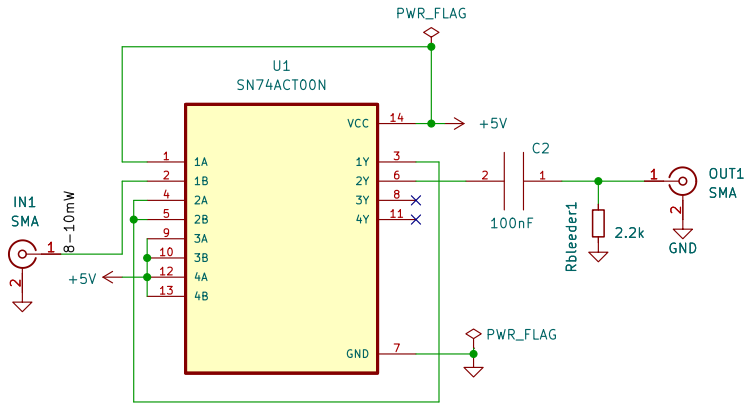 PWR_FLAG
U1
SN74ACT00N
VCC 14 +5V
1 1A 1Y 3
2 1B 2Y 6
4 2A 3Y 8
5 2B 4Y 11
9 3A
10 3B
12 4A
13 4B
GND 7
+5V
IN1
SMA
1
2
8-10mW
C2
2 1
100nF
Rbleeder1
2.2k
1
2
OUT1
SMA
GND
PWR_FLAG